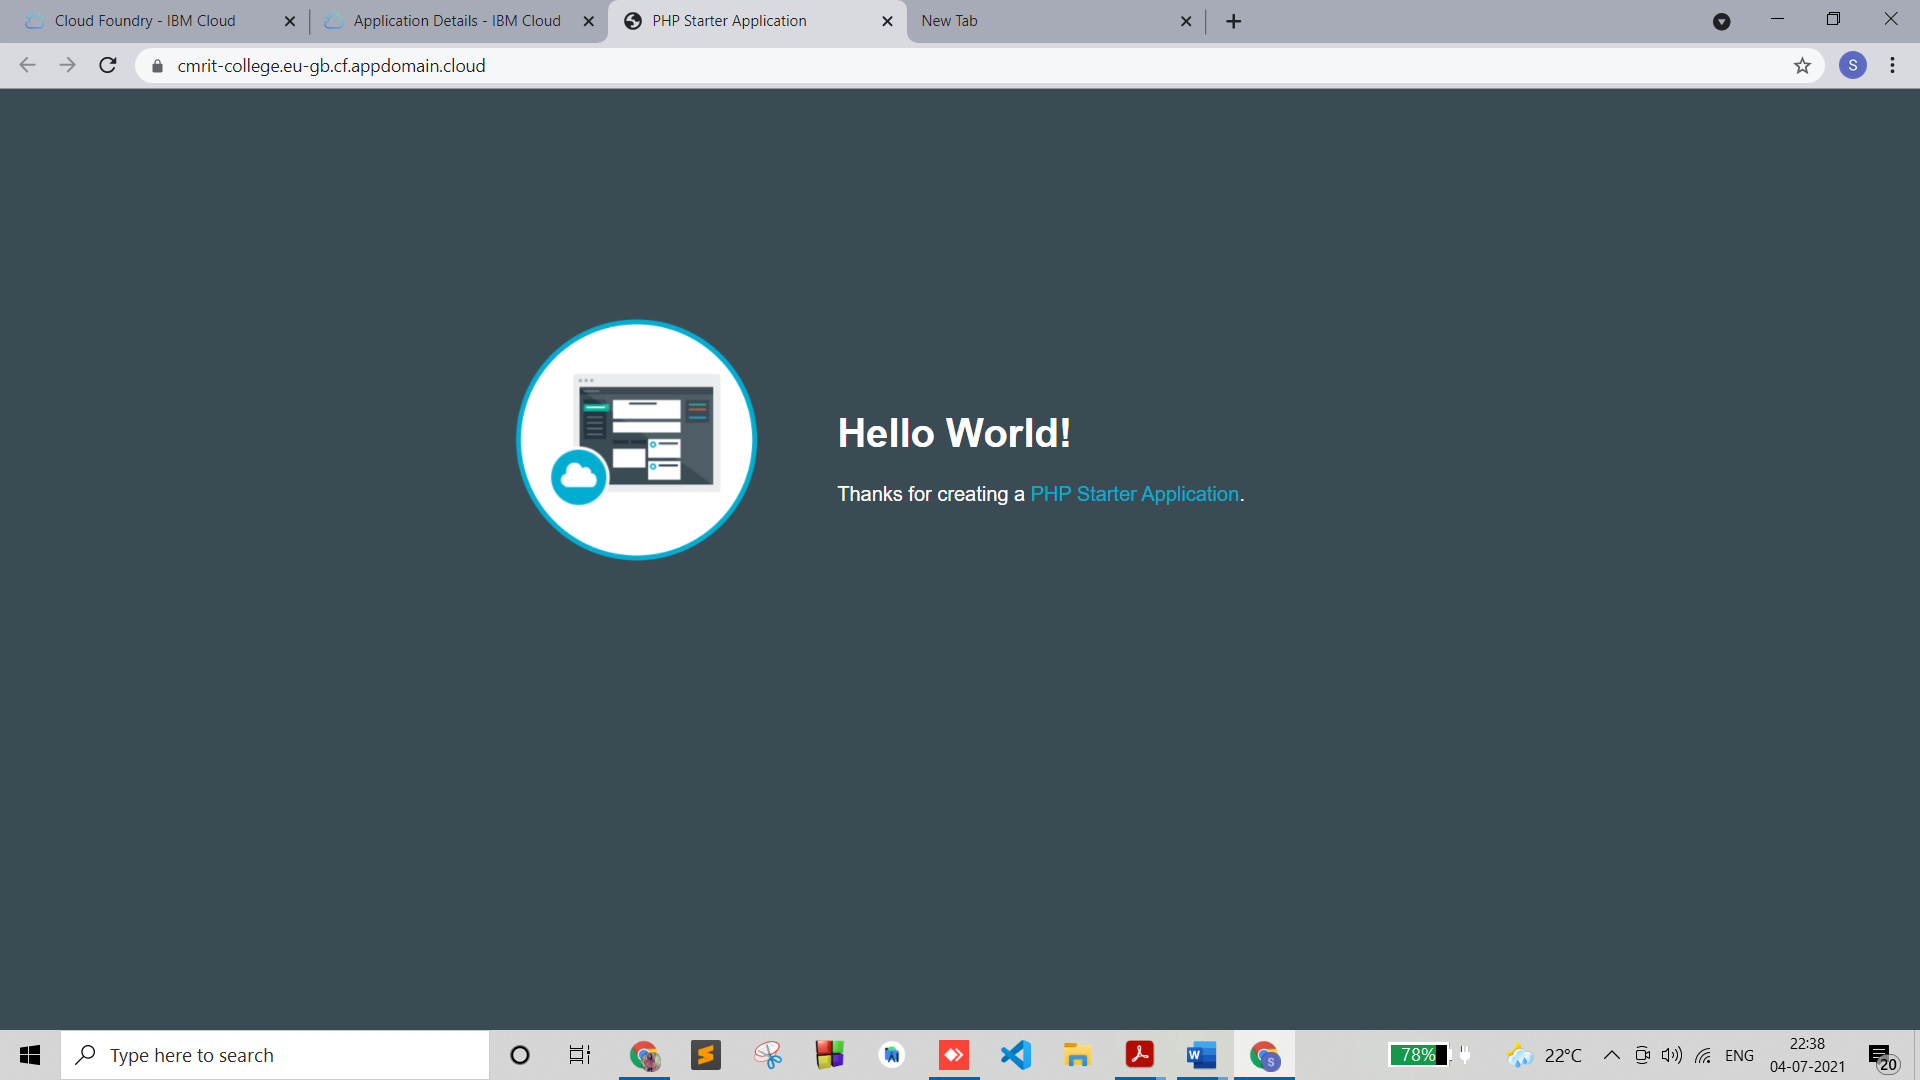 Cloud Foundry - IBM Cloud
Application Details - IBM Cloud
PHP Starter Application
New Tab
cmrit-college.eu-gb.cf.appdomain.cloud
S
Hello World!
Thanks for creating a PHP Starter Application.
Type here to search
W
S
78%
22°C
ENG
22:38
04-07-2021
20